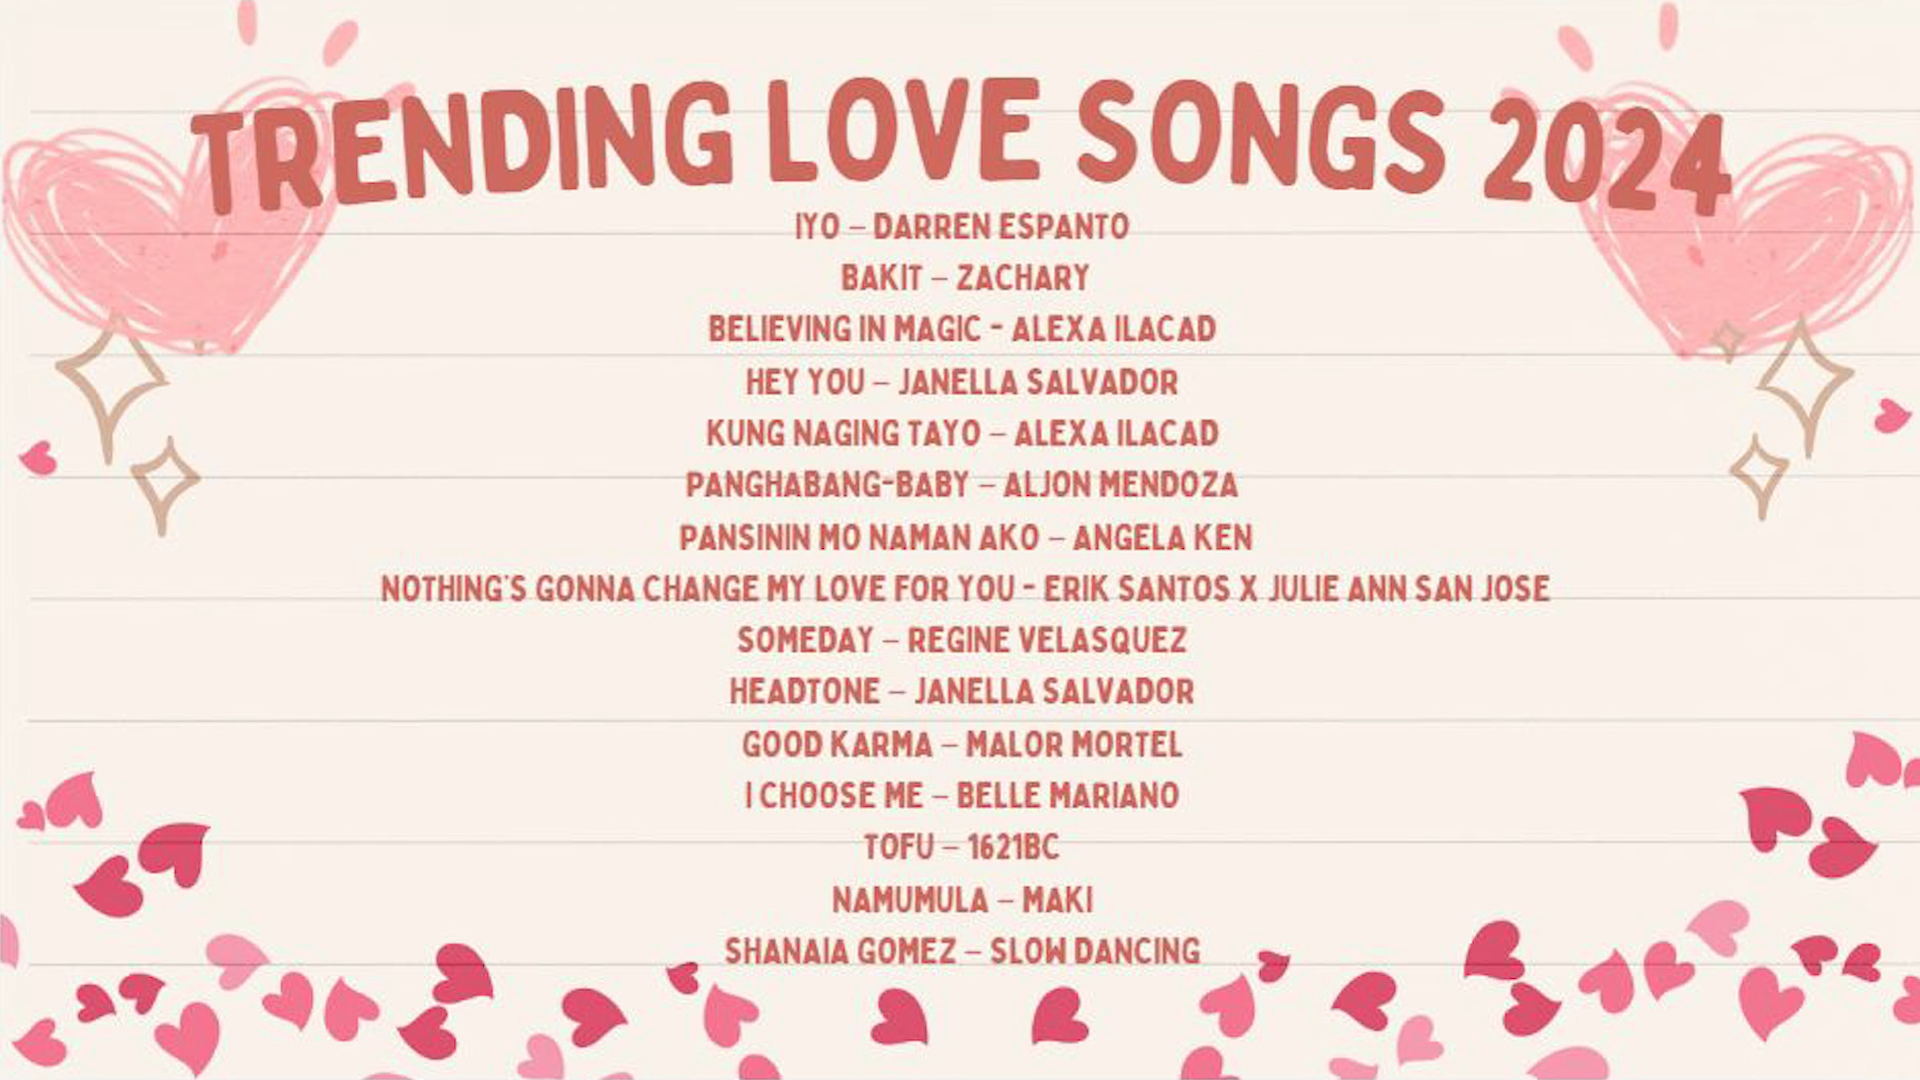 TRENDING LOVE SONGS 2024
IYO – DARREN ESPANTO
BAKIT – ZACHARY
BELIEVING IN MAGIC - ALEXA ILACAD
HEY YOU – JANELLA SALVADOR
KUNG NAGING TAYO – ALEXA ILACAD
PANGHABANG-BABY – ALJON MENDOZA
PANSININ MO NAMAN AKO – ANGELA KEN
NOTHING'S GONNA CHANGE MY LOVE FOR YOU - ERIK SANTOS X JULIE ANN SAN JOSE
SOMEDAY – REGINE VELASQUEZ
HEADTONE – JANELLA SALVADOR
GOOD KARMA – MALOR MORTEL
I CHOOSE ME – BELLE MARIANO
TOFU – 1621BC
NAMUMULA – MAKI
SHANAIA GOMEZ – SLOW DANCING